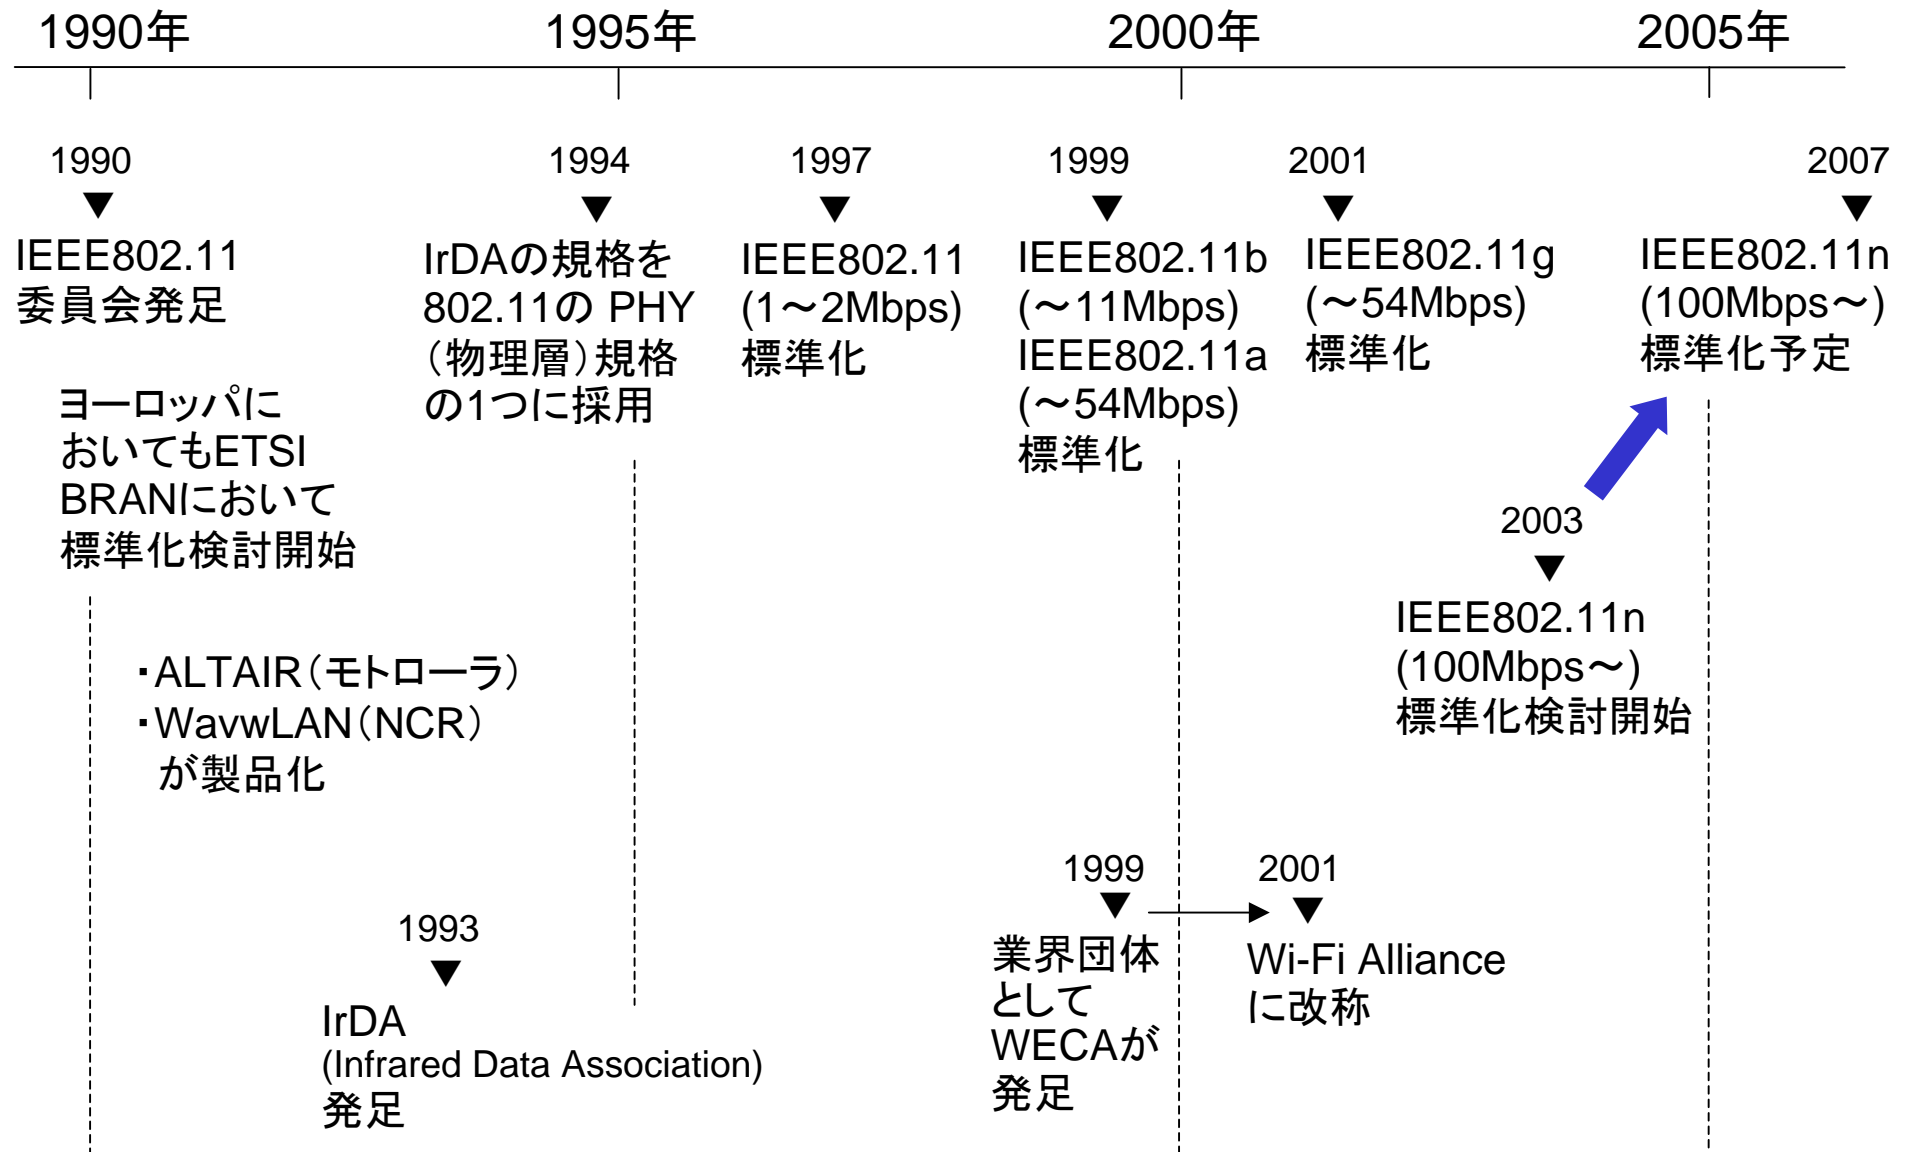 1990年
1995年
2000年
2005年
1990
▼
IEEE802.11
委員会発足
ヨーロッパに
おいてもETSI
BRANにおいて
標準化検討開始
・ALTAIR（モトローラ）
・WavwLAN（NCR）
が製品化
1993
▼
IrDA
(Infrared Data Association)
発足
1994
▼
IrDAの規格を
802.11の PHY
（物理層）規格
の1つに採用
1997
▼
IEEE802.11
(1～2Mbps)
標準化
1999
▼
IEEE802.11b
(～11Mbps)
IEEE802.11a
(～54Mbps)
標準化
1999
▼
業界団体
として
WECAが
発足
2001
▼
Wi-Fi Alliance
に改称
2001
▼
IEEE802.11g
(～54Mbps)
標準化
2003
▼
IEEE802.11n
(100Mbps～)
標準化検討開始
2007
▼
IEEE802.11n
(100Mbps～)
標準化予定